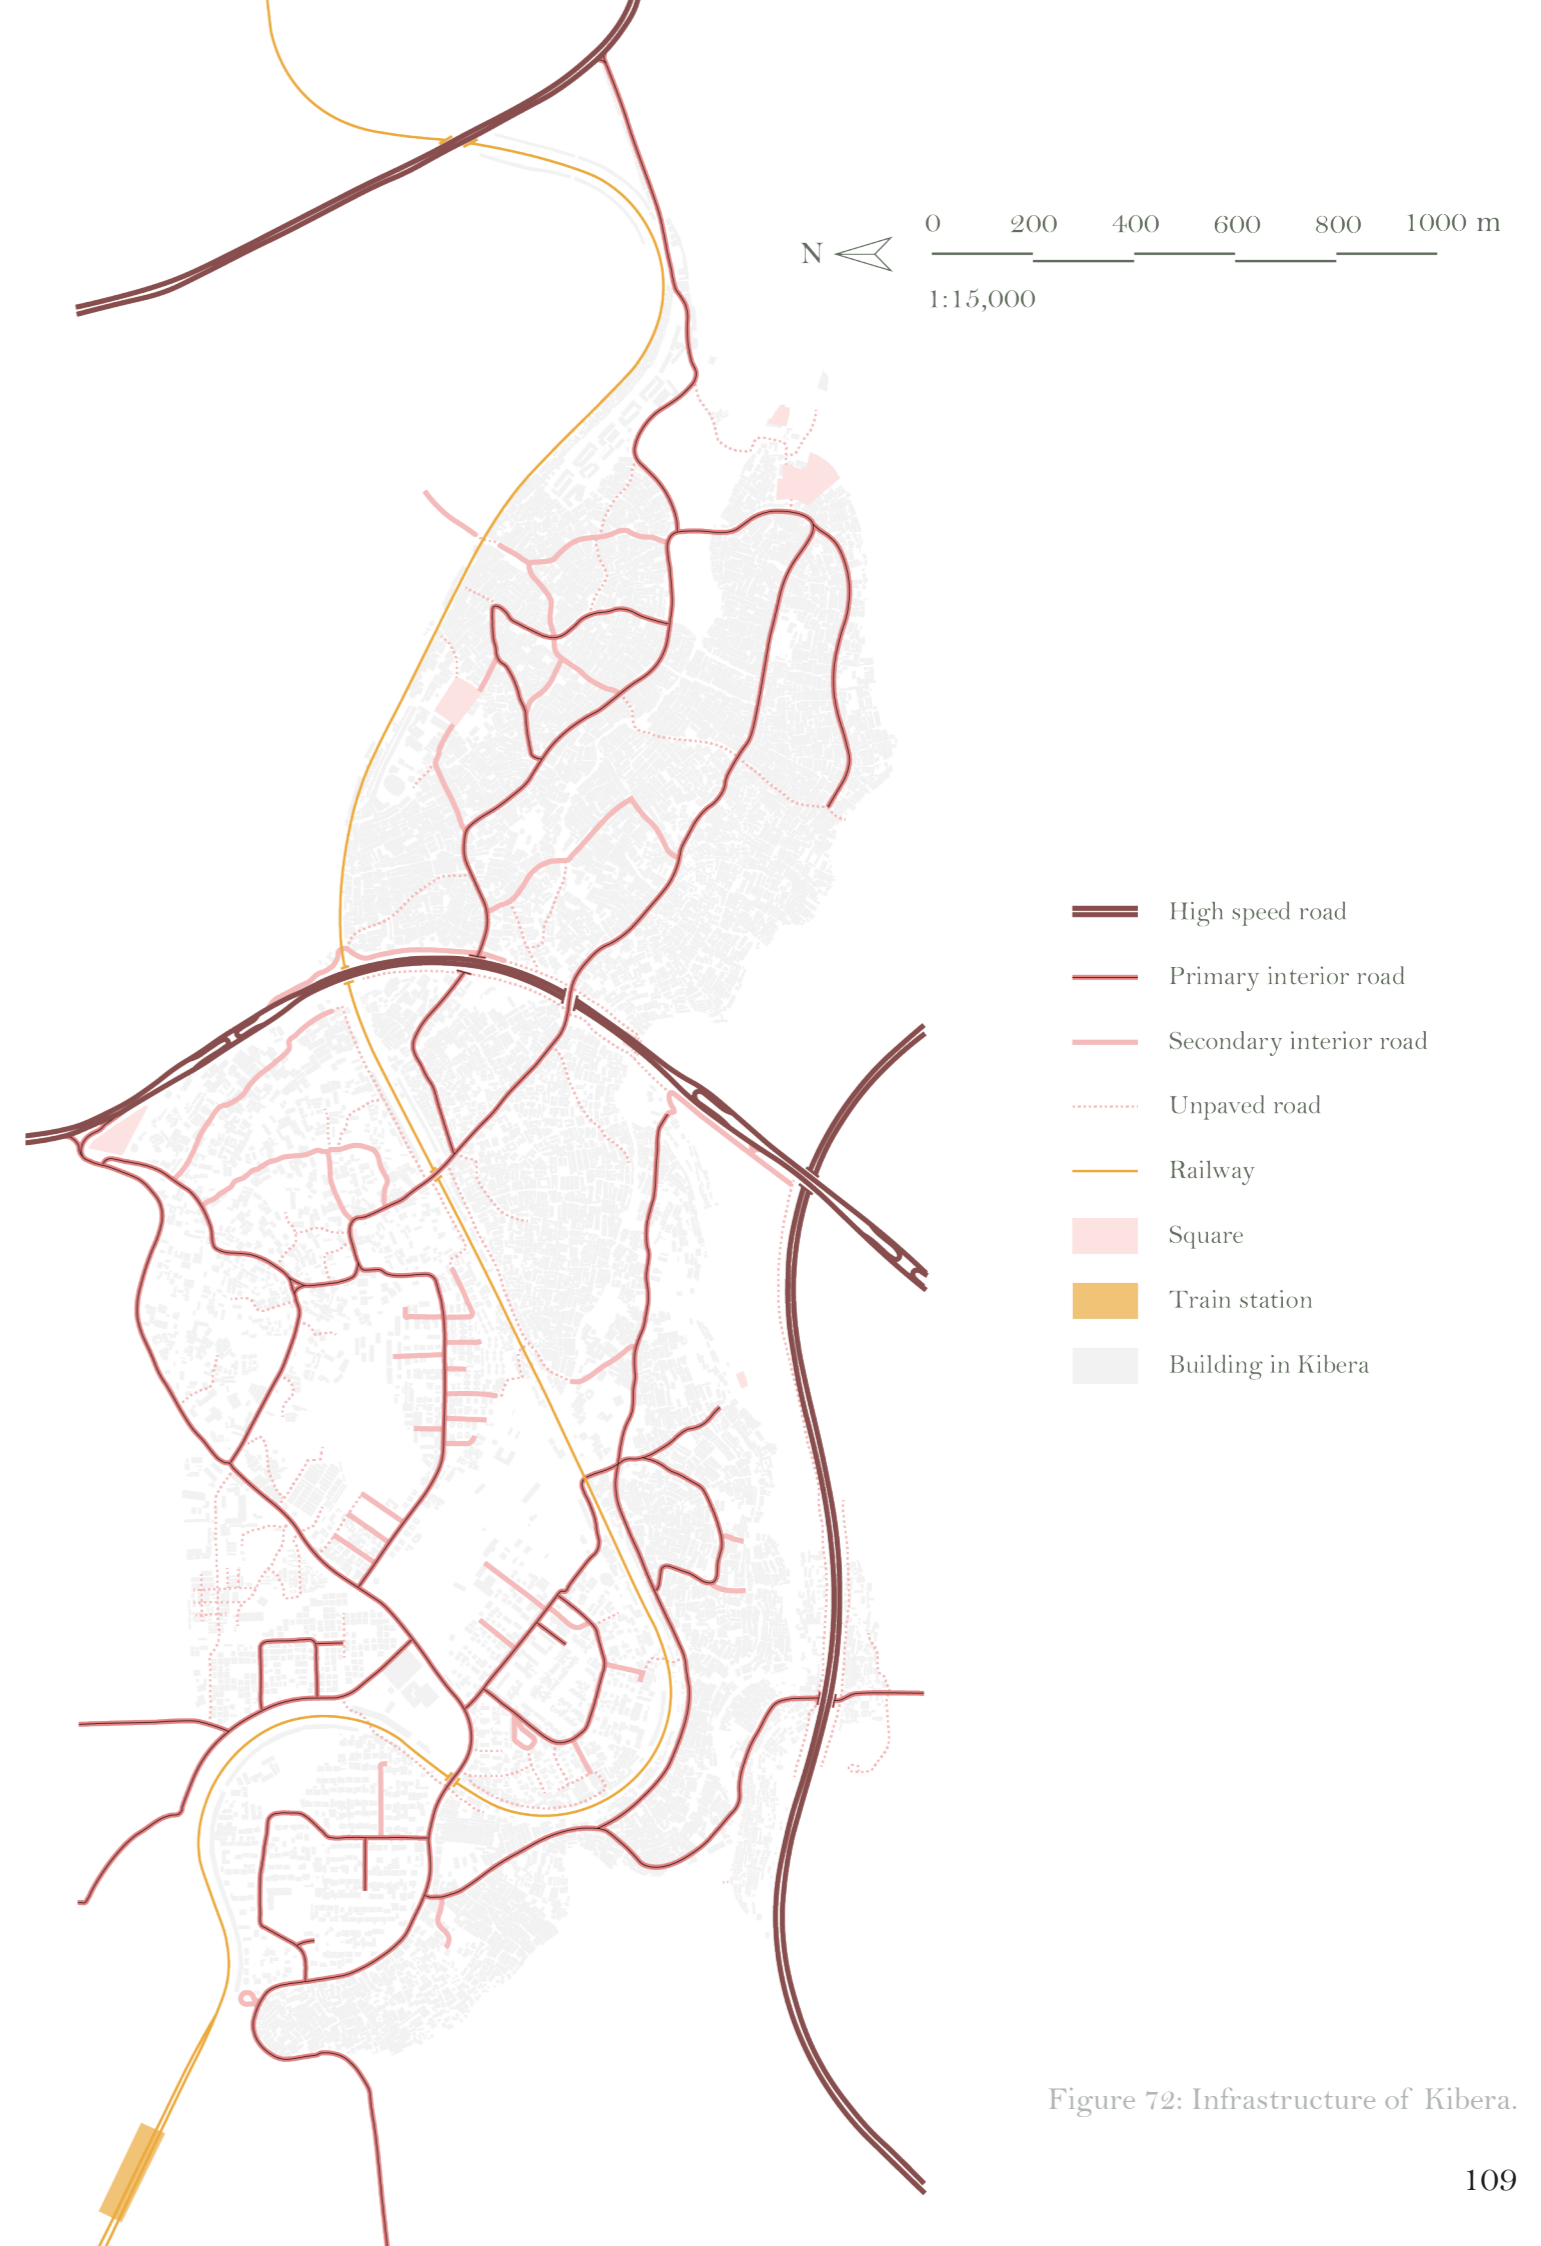 0 200 400 600 800 1000 m
N
1:15,000
High speed road
Primary interior road
Secondary interior road
Unpaved road
Railway
Square
Train station
Building in Kibera
Figure 72: Infrastructure of Kibera.
109